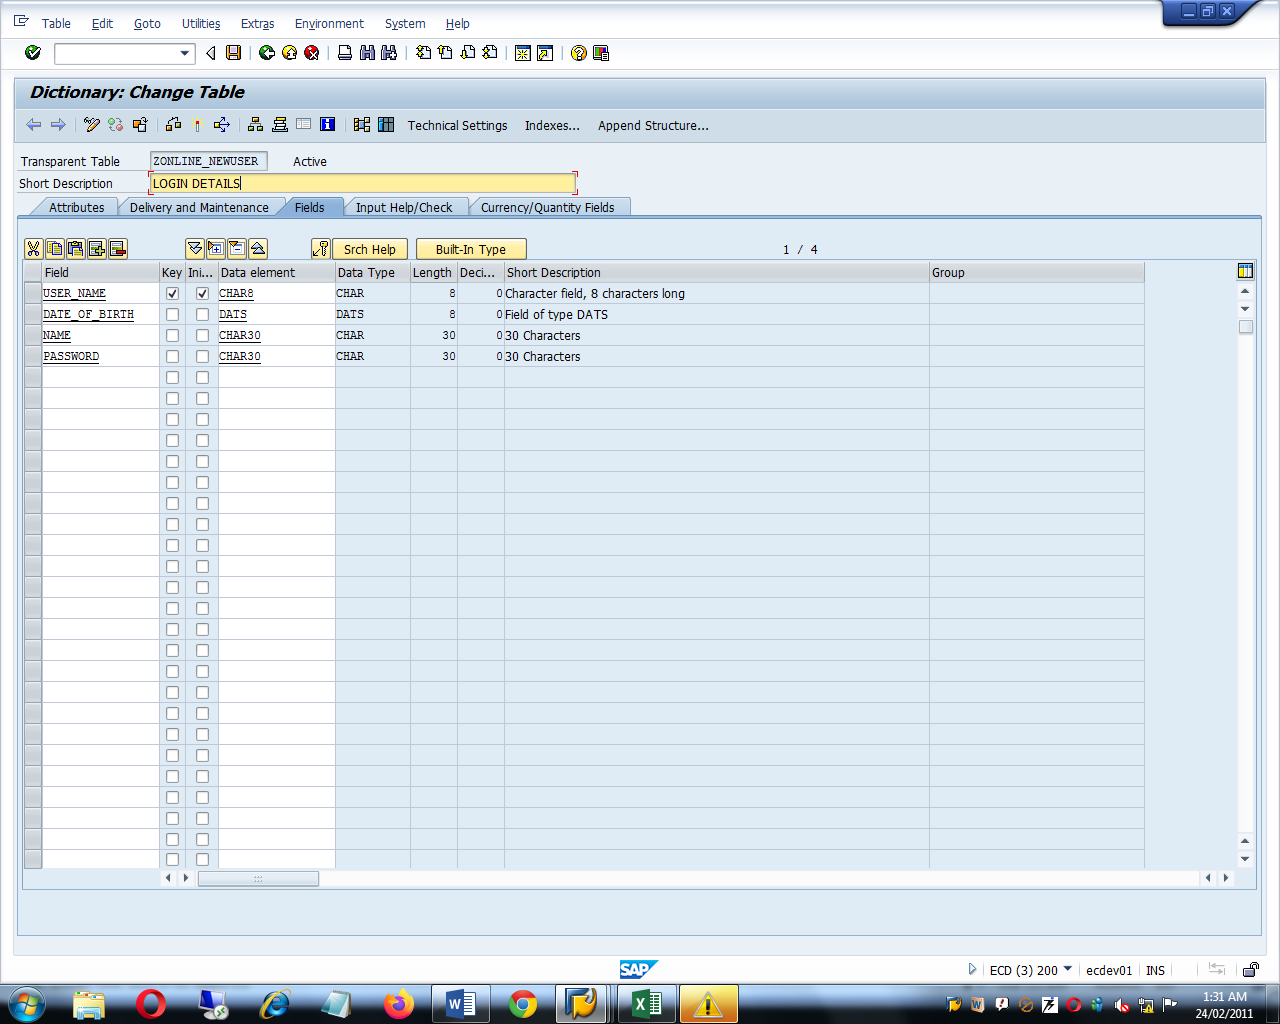 Table Edit Goto Utilities Extras Environment System Help
Dictionary: Change Table
Technical Settings Indexes... Append Structure...
Transparent Table ZONLINE_NEWUSER Active
Short Description LOGIN DETAILS
Attributes Delivery and Maintenance Fields Input Help/Check Currency/Quantity Fields
Srch Help Built-In Type 1 / 4
Field Key Ini... Data element Data Type Length Deci... Short Description Group
USER_NAME CHAR8 CHAR 8 0 Character field, 8 characters long
DATE_OF_BIRTH DATS DATS 8 0 Field of type DATS
NAME CHAR30 CHAR 30 0 30 Characters
PASSWORD CHAR30 CHAR 30 0 30 Characters
SAP
ECD (3) 200 ecdev01 INS
1:31 AM
24/02/2011